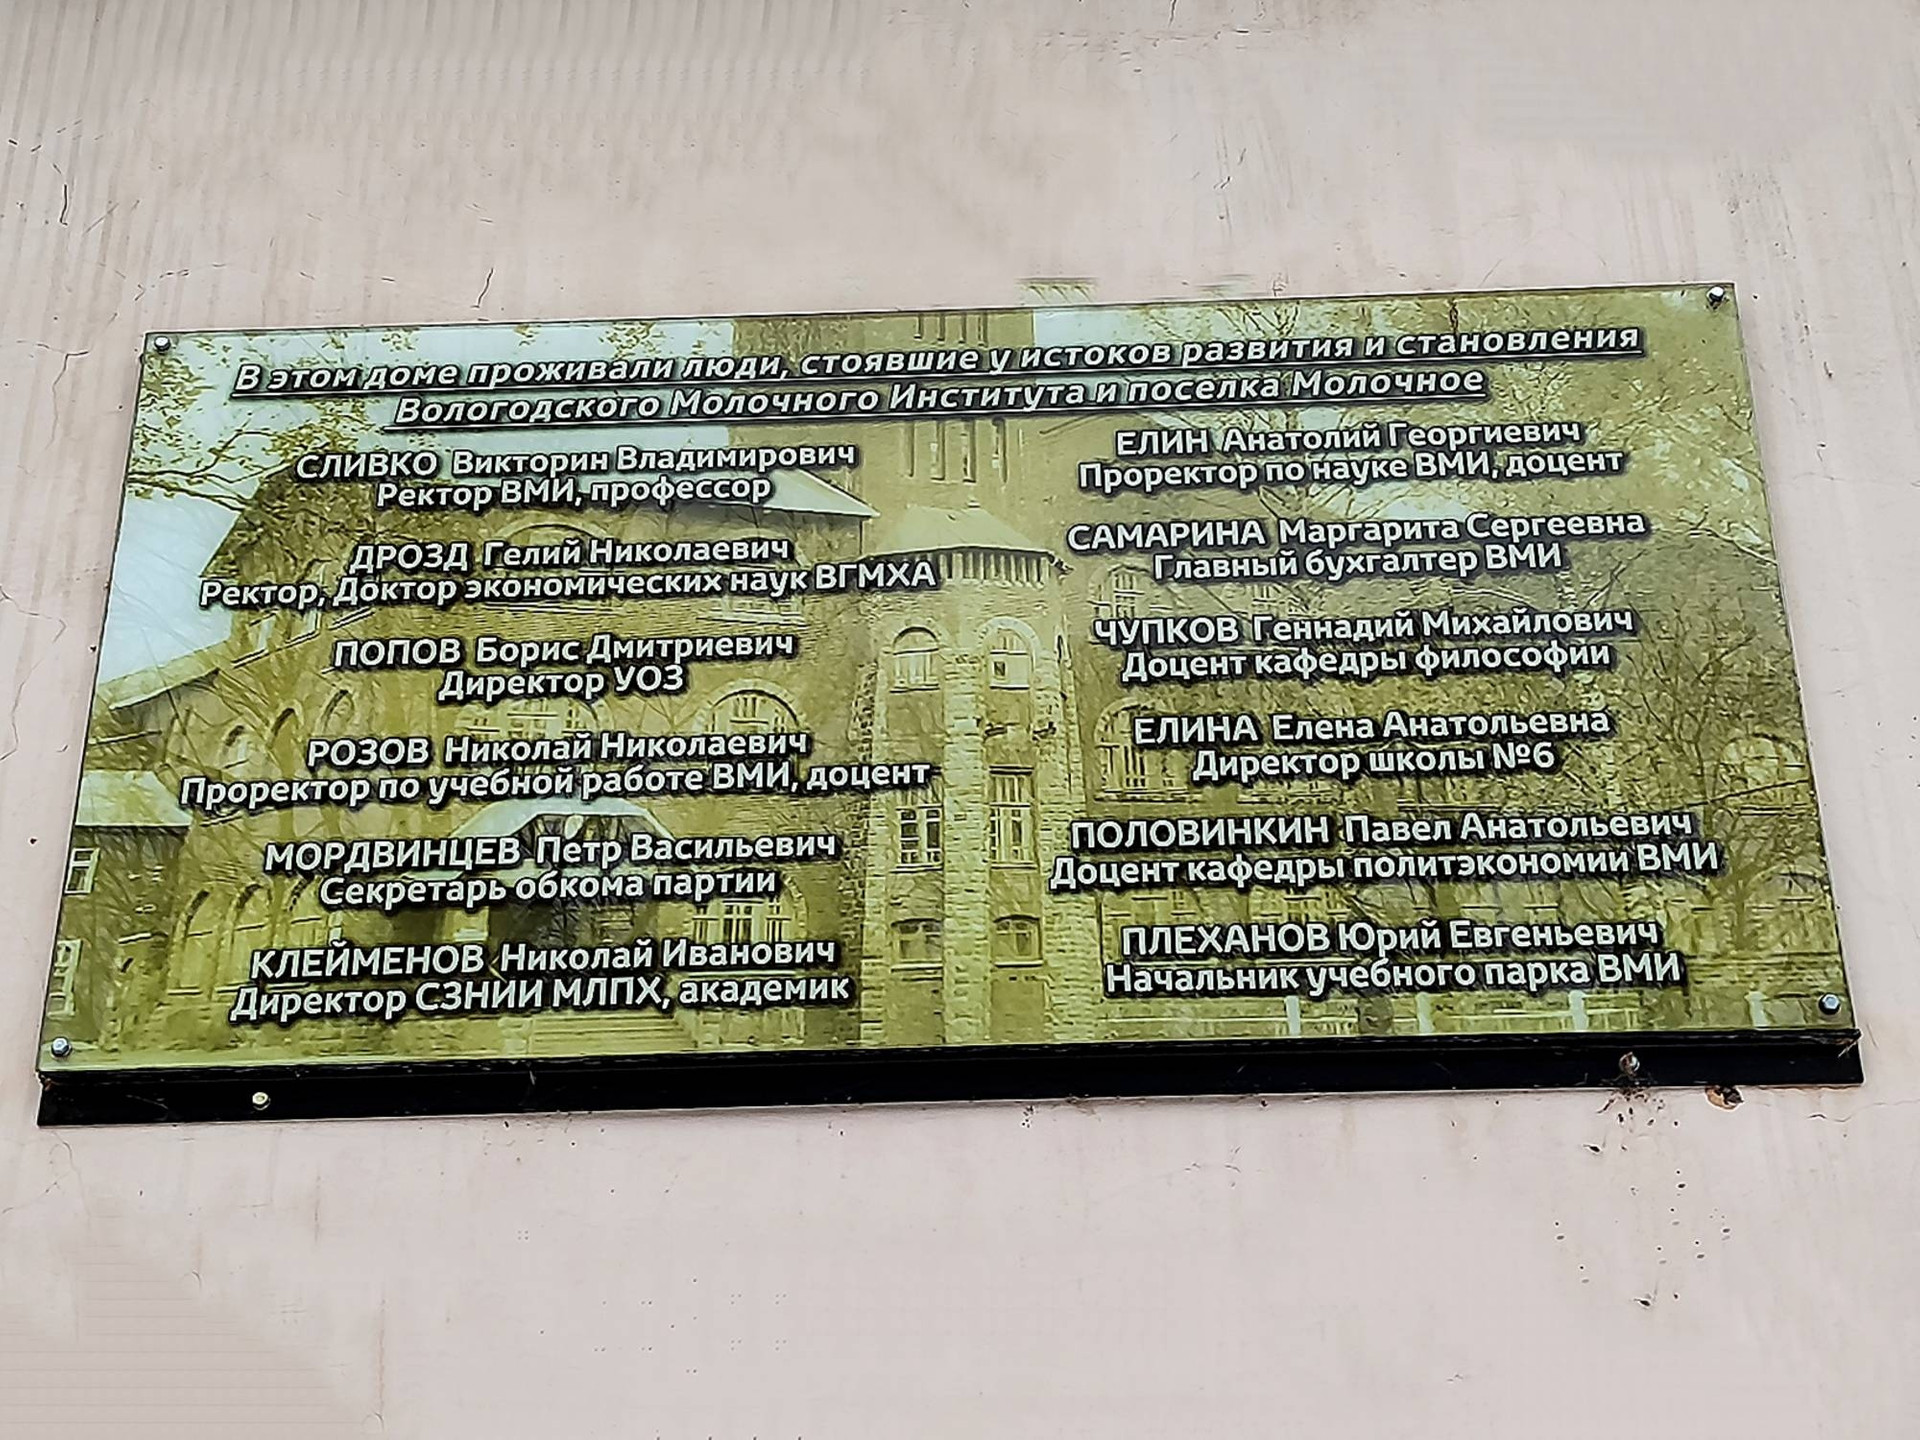 В этом доме проживали люди, стоявшие у истоков развития и становления
Вологодского Молочного Института и поселка Молочное
СЛИВКО Викторин Владимирович
Ректор ВМИ, профессор
ДРОЗД Гелий Николаевич
Ректор, Доктор экономических наук ВГМХА
ПОПОВ Борис Дмитриевич
Директор УОЗ
РОЗОВ Николай Николаевич
Проректор по учебной работе ВМИ, доцент
МОРДВИНЦЕВ Петр Васильевич
Секретарь обкома партии
КЛЕЙМЕНОВ Николай Иванович
Директор СЗНИИ МЛПХ, академик
ЕЛИН Анатолий Георгиевич
Проректор по науке ВМИ, доцент
САМАРИНА Маргарита Сергеевна
Главный бухгалтер ВМИ
ЧУПКОВ Геннадий Михайлович
Доцент кафедры философии
ЕЛИНА Елена Анатольевна
Директор школы №6
ПОЛОВИНКИН Павел Анатольевич
Доцент кафедры политэкономии ВМИ
ПЛЕХАНОВ Юрий Евгеньевич
Начальник учебного парка ВМИ